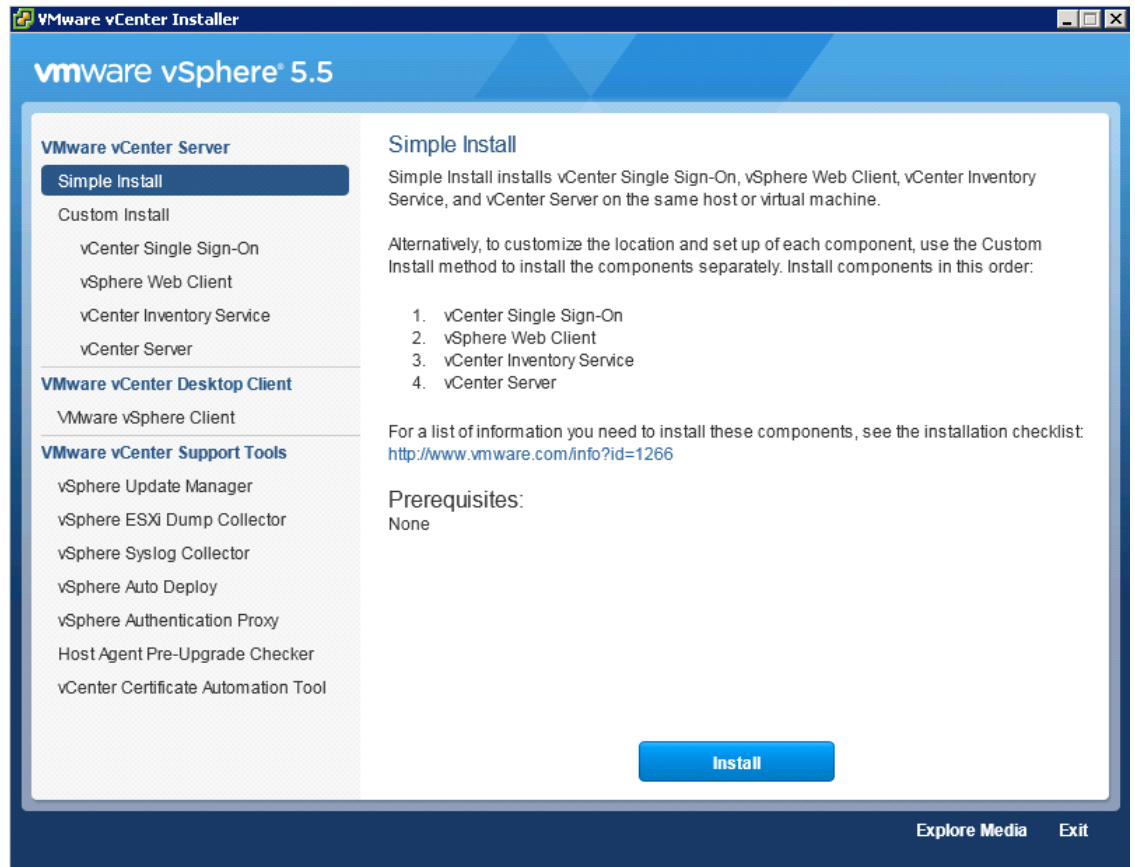 VMware vCenter Installer
vmware vSphere® 5.5
VMware vCenter Server
Simple Install
Custom Install
vCenter Single Sign-On
vSphere Web Client
vCenter Inventory Service
vCenter Server
VMware vCenter Desktop Client
VMware vSphere Client
VMware vCenter Support Tools
vSphere Update Manager
vSphere ESXi Dump Collector
vSphere Syslog Collector
vSphere Auto Deploy
vSphere Authentication Proxy
Host Agent Pre-Upgrade Checker
vCenter Certificate Automation Tool
Simple Install
Simple Install installs vCenter Single Sign-On, vSphere Web Client, vCenter Inventory
Service, and vCenter Server on the same host or virtual machine.
Alternatively, to customize the location and set up of each component, use the Custom
Install method to install the components separately. Install components in this order:
1. vCenter Single Sign-On
2. vSphere Web Client
3. vCenter Inventory Service
4. vCenter Server
For a list of information you need to install these components, see the installation checklist:
http://www.vmware.com/info?id=1266
Prerequisites:
None
Install
Explore Media Exit